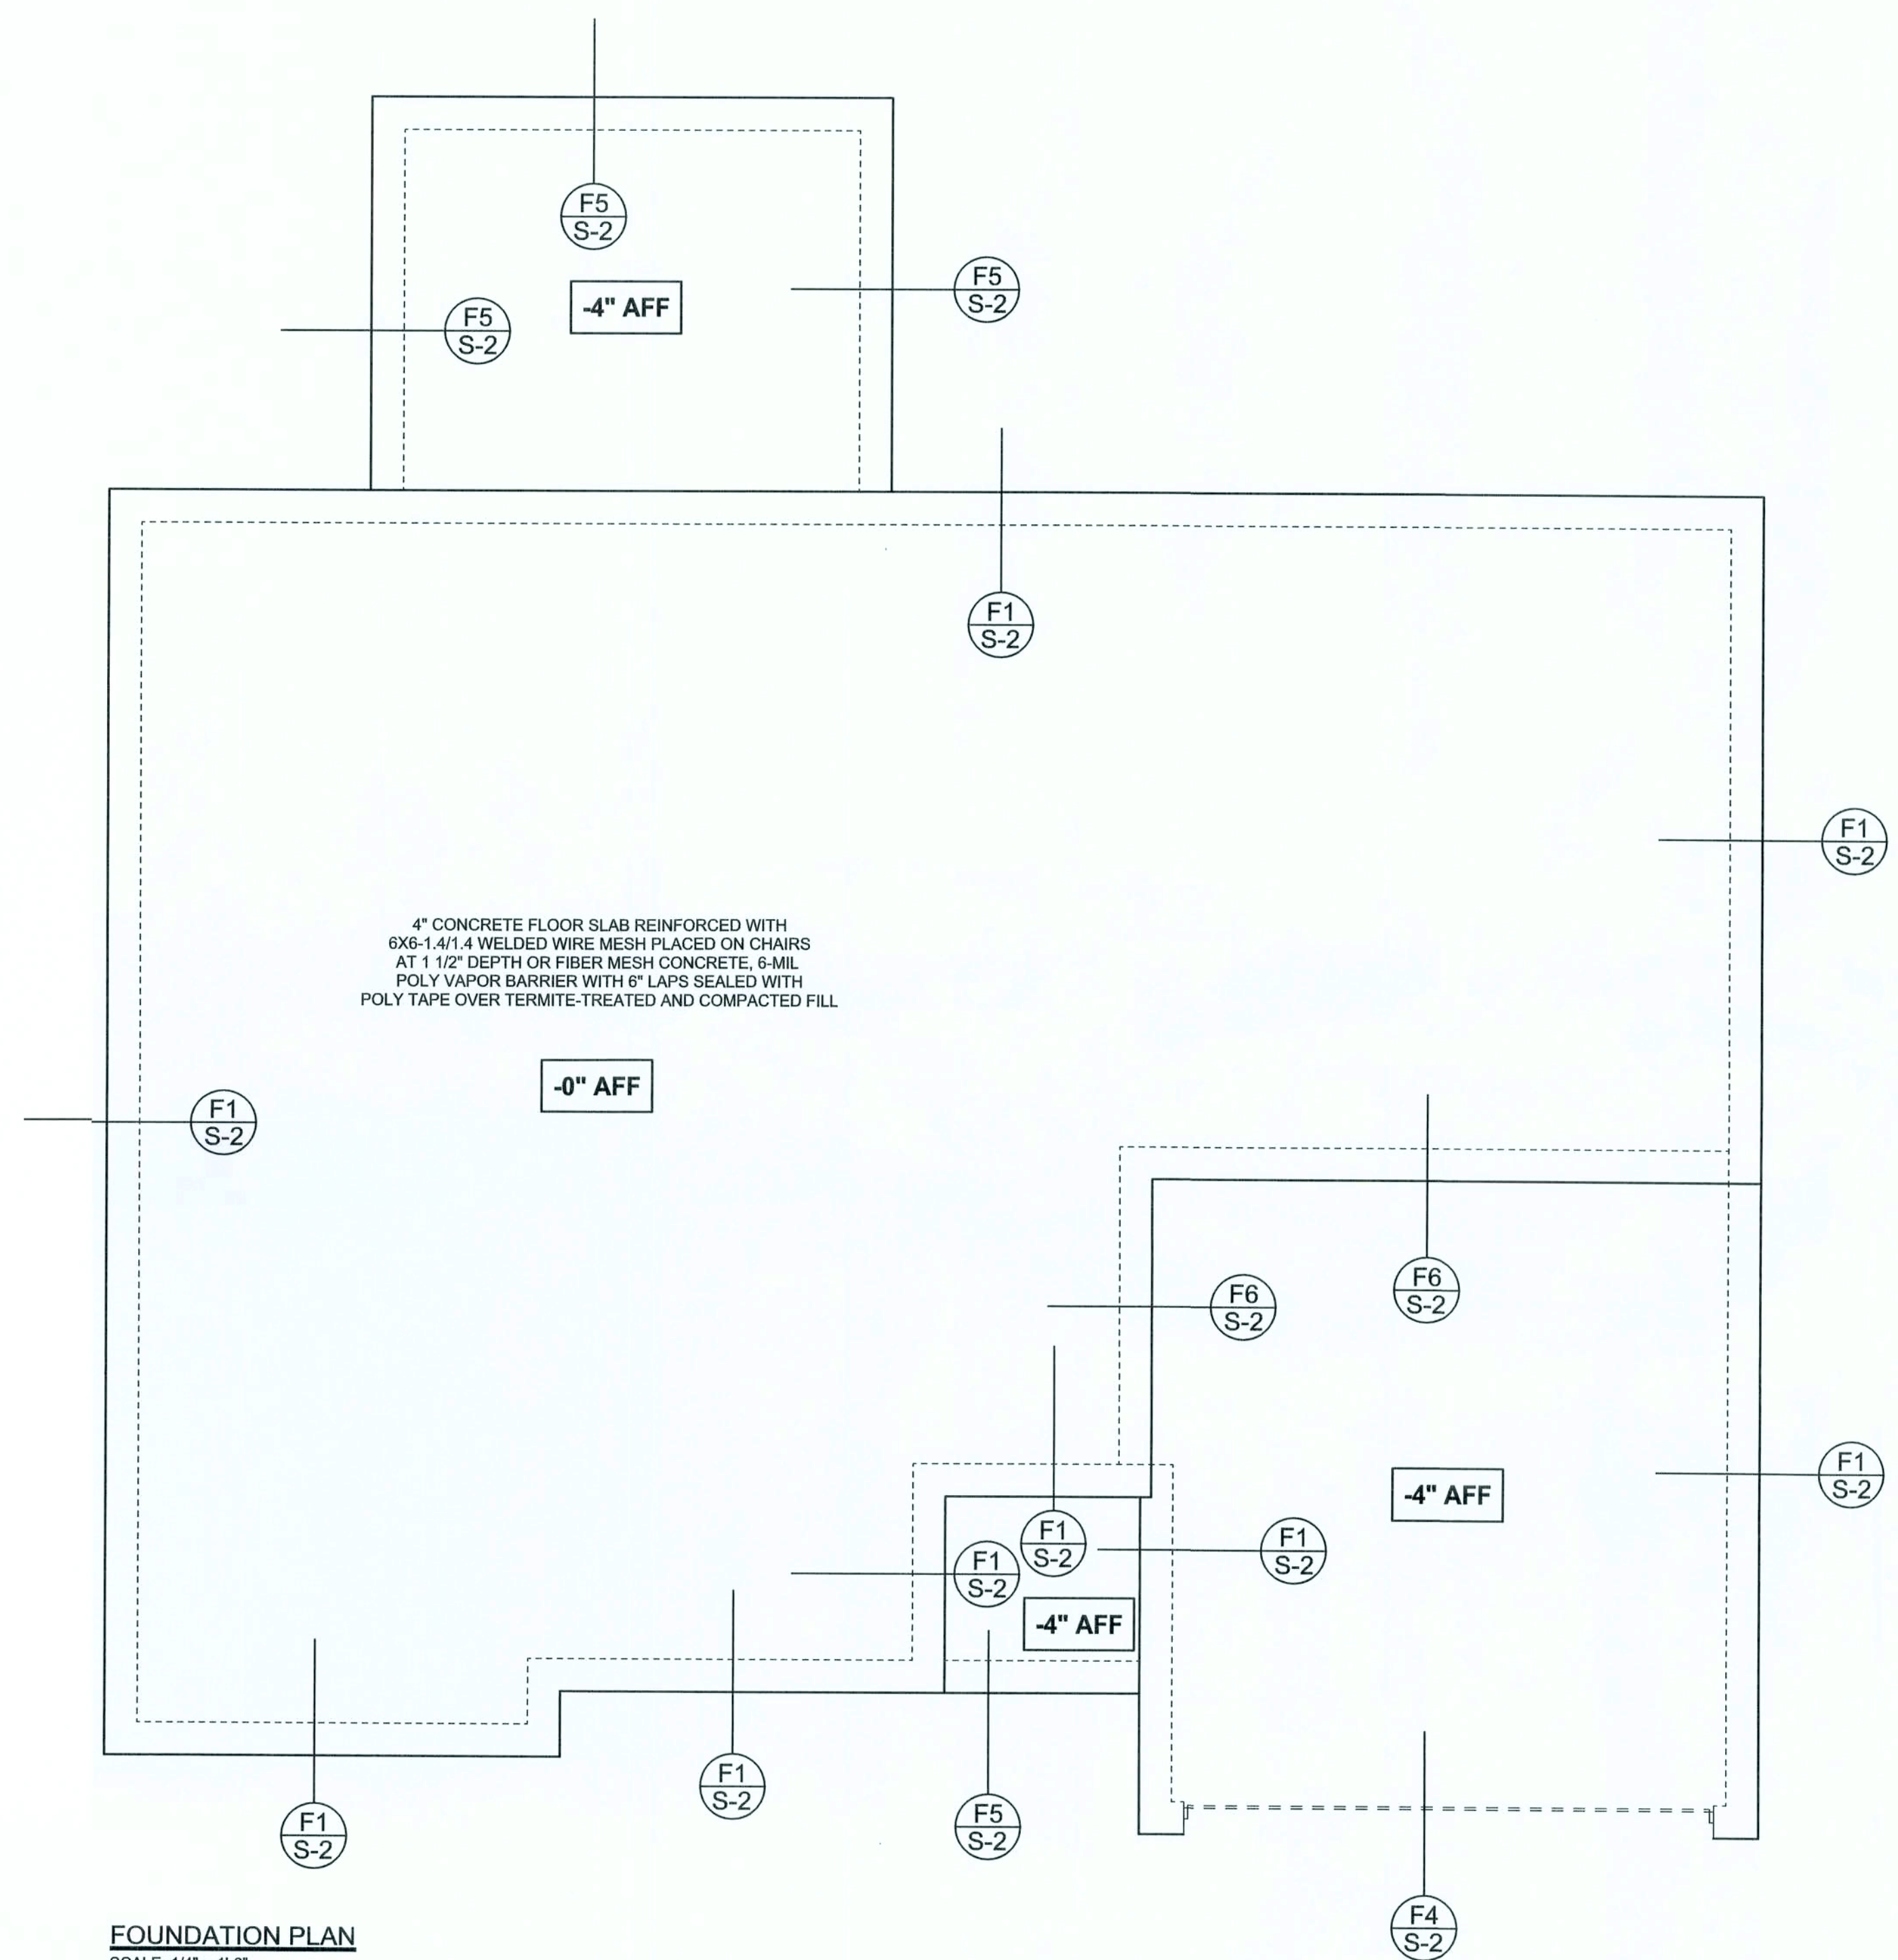 F5
S-2
F5
S-2
-4" AFF
F5
S-2
F1
S-2
F1
S-2
4" CONCRETE FLOOR SLAB REINFORCED WITH
6X6-1.4/1.4 WELDED WIRE MESH PLACED ON CHAIRS
AT 1 1/2" DEPTH OR FIBER MESH CONCRETE, 6-MIL
POLY VAPOR BARRIER WITH 6" LAPS SEALED WITH
POLY TAPE OVER TERMITE-TREATED AND COMPACTED FILL
-0" AFF
F1
S-2
F6
S-2
F6
S-2
F1
S-2
-4" AFF
F1
S-2
F1
S-2
F1
S-2
-4" AFF
F1
S-2
F5
S-2
F1
S-2
F4
S-2
FOUNDATION PLAN